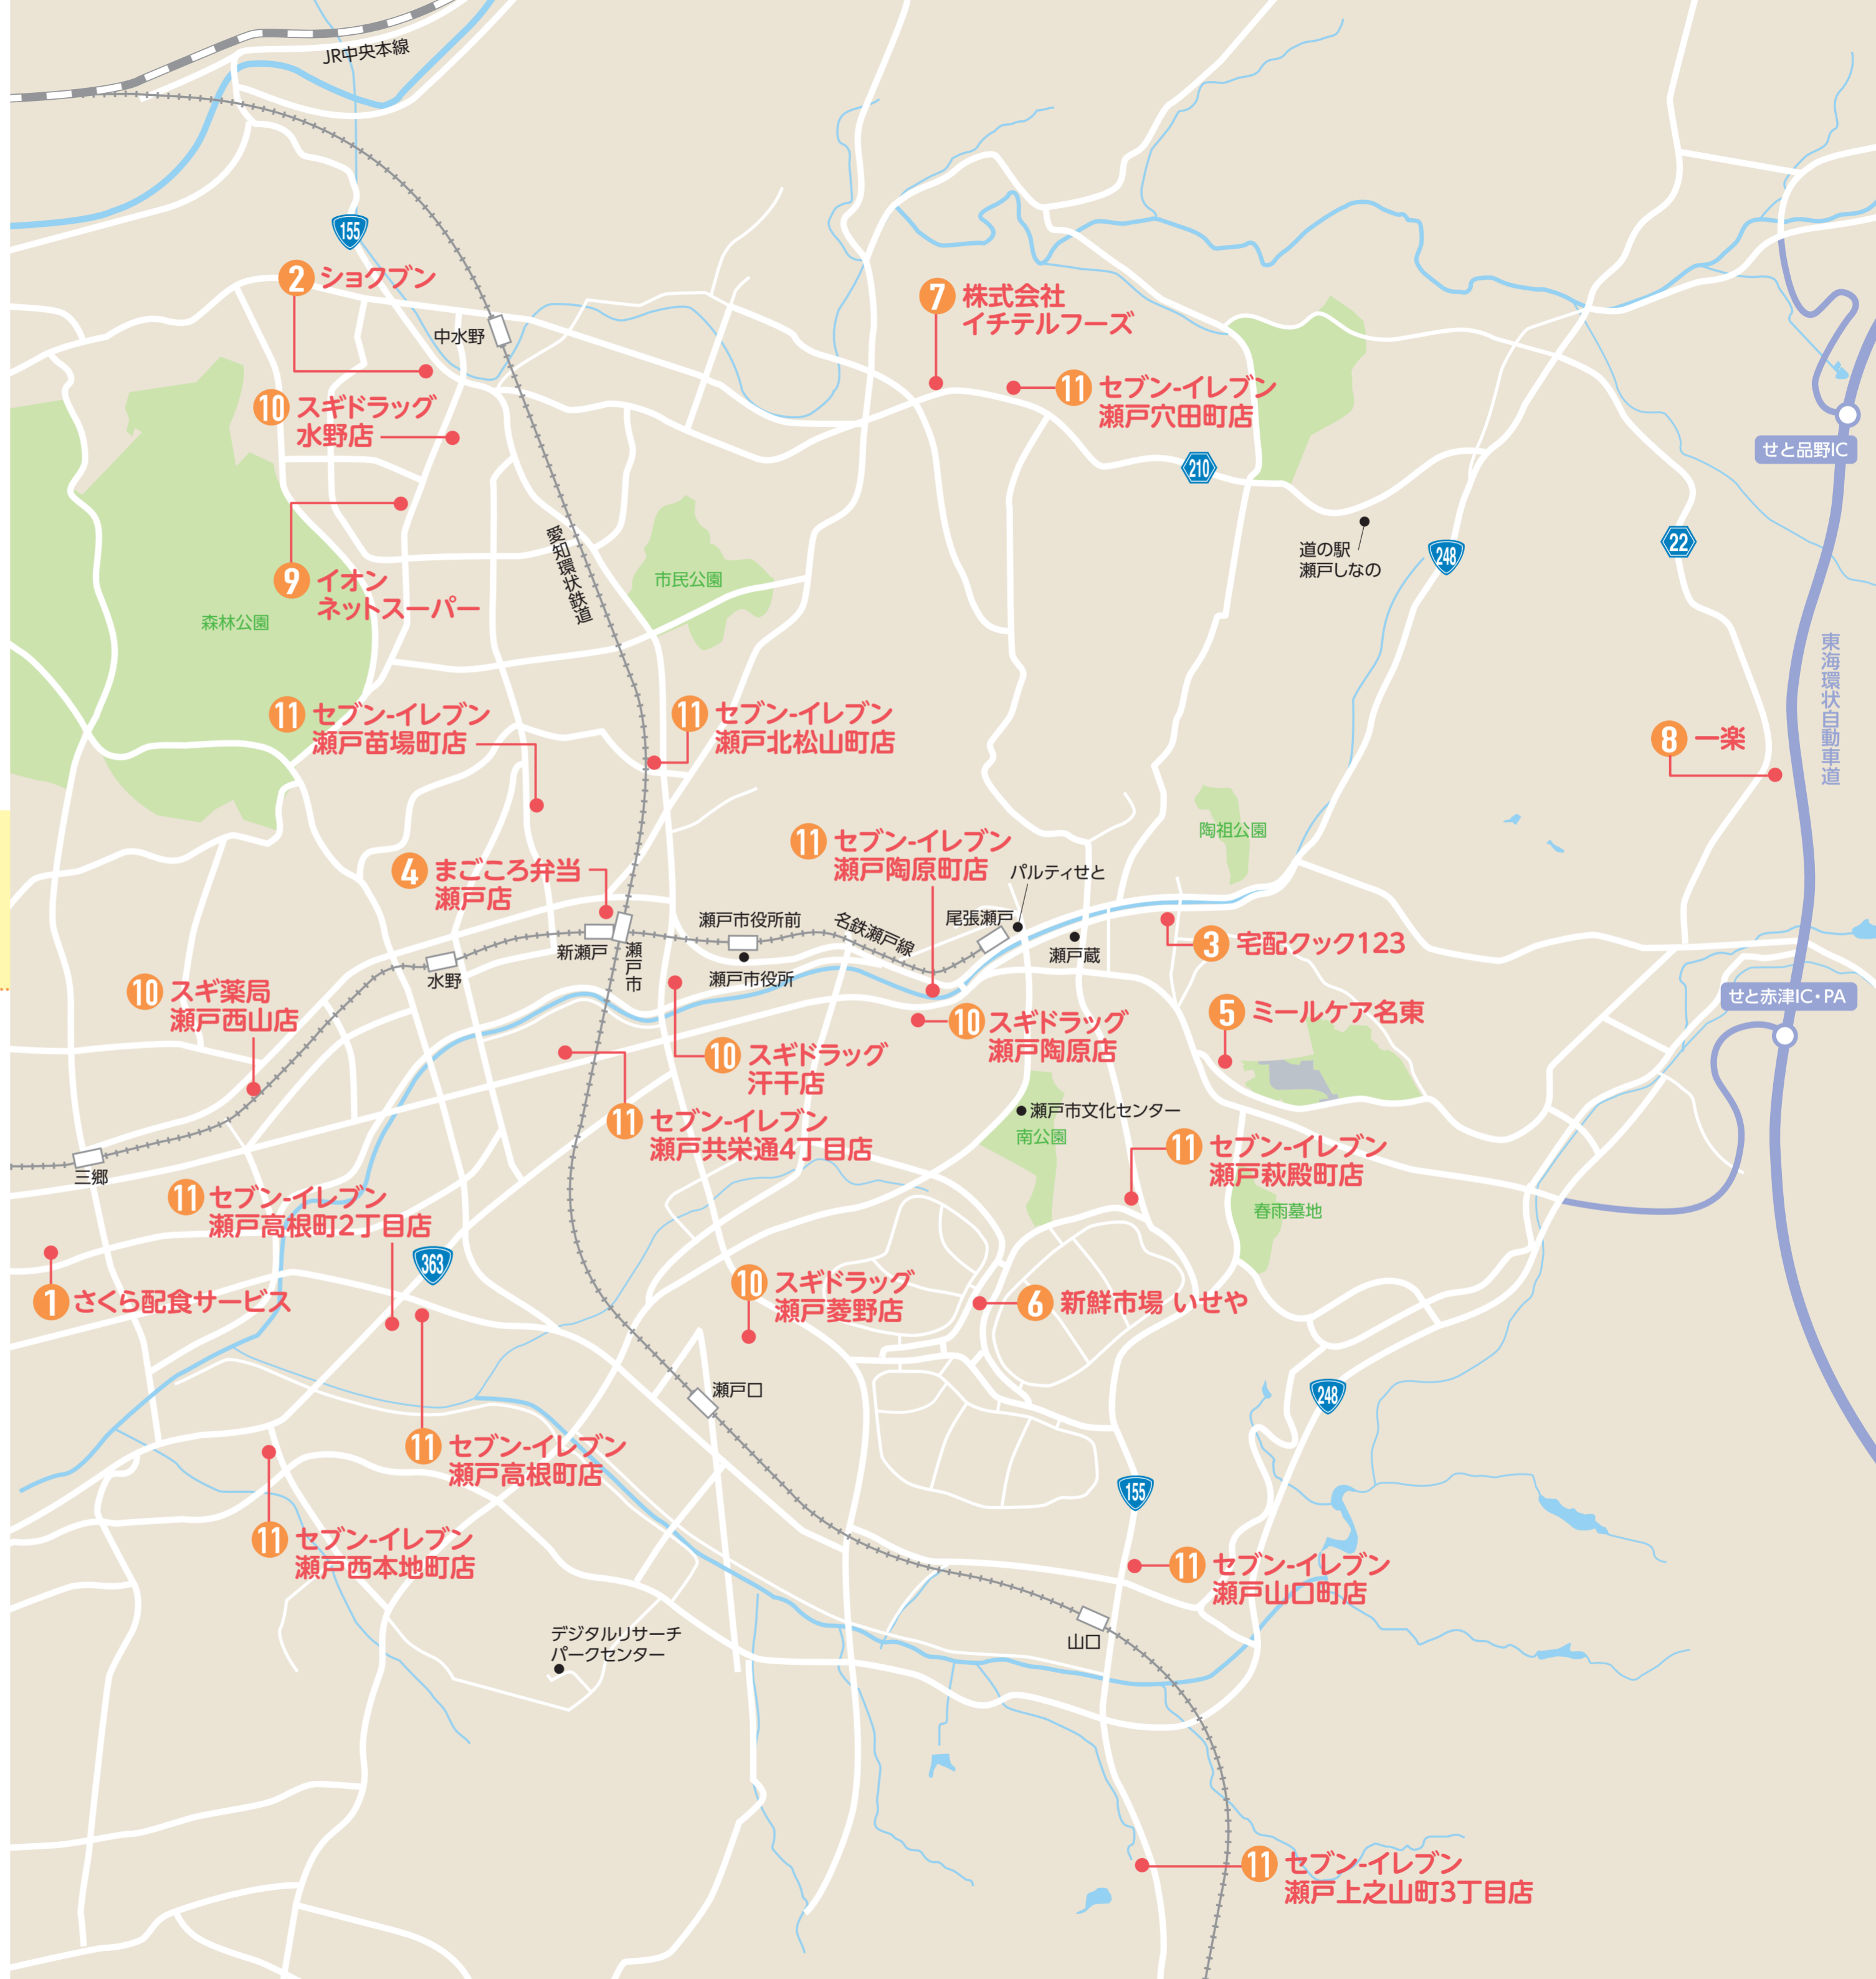 JR中央本線
155
2 ショクブン
7 株式会社
イチテルフーズ
中水野
10 スギドラッグ
水野店
11 セブン-イレブン
瀬戸穴田町店
せと品野IC
210
9 イオン
ネットスーパー
愛知環状鉄道
道の駅
瀬戸しなの
248
22
市民公園
森林公園
東海環状自動車道
11 セブン-イレブン
瀬戸苗場町店
11 セブン-イレブン
瀬戸北松山町店
8 一楽
陶祖公園
4 まごころ弁当
瀬戸店
11 セブン-イレブン
瀬戸陶原町店
パルティせと
瀬戸市役所前
名鉄瀬戸線
尾張瀬戸
新瀬戸
瀬戸市
瀬戸市役所
瀬戸蔵
3 宅配クック123
水野
10 スギ薬局
瀬戸西山店
せと赤津IC・PA
5 ミールケア名東
10 スギドラッグ
瀬戸陶原店
10 スギドラッグ
汗干店
瀬戸市文化センター
南公園
11 セブン-イレブン
瀬戸共栄通4丁目店
11 セブン-イレブン
瀬戸萩殿町店
三郷
11 セブン-イレブン
瀬戸高根町2丁目店
春雨墓地
363
1 さくら配食サービス
10 スギドラッグ
瀬戸菱野店
6 新鮮市場 いせや
瀬戸口
248
11 セブン-イレブン
瀬戸高根町店
155
11 セブン-イレブン
瀬戸西本地町店
11 セブン-イレブン
瀬戸山口町店
デジタルリサーチ
パークセンター
山口
11 セブン-イレブン
瀬戸上之山町3丁目店